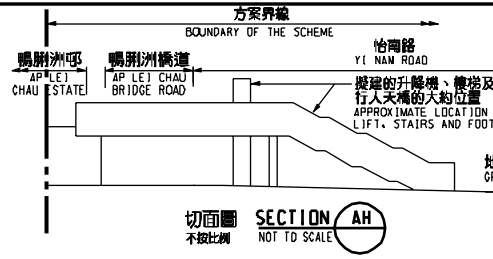 方案界線
BOUNDARY OF THE SCHEME
鴨脷洲邨
AP LEI
CHAU ESTATE
鴨脷洲橋道
AP LEI CHAU
BRIDGE ROAD
怡南路
YI NAM ROAD
擬建的升降機、樓梯及
行人天橋的大約位置
APPROXIMATE LOCATION
LIFT, STAIRS AND FOOT
切面圖
不按比例
SECTION
NOT TO SCALE
AH